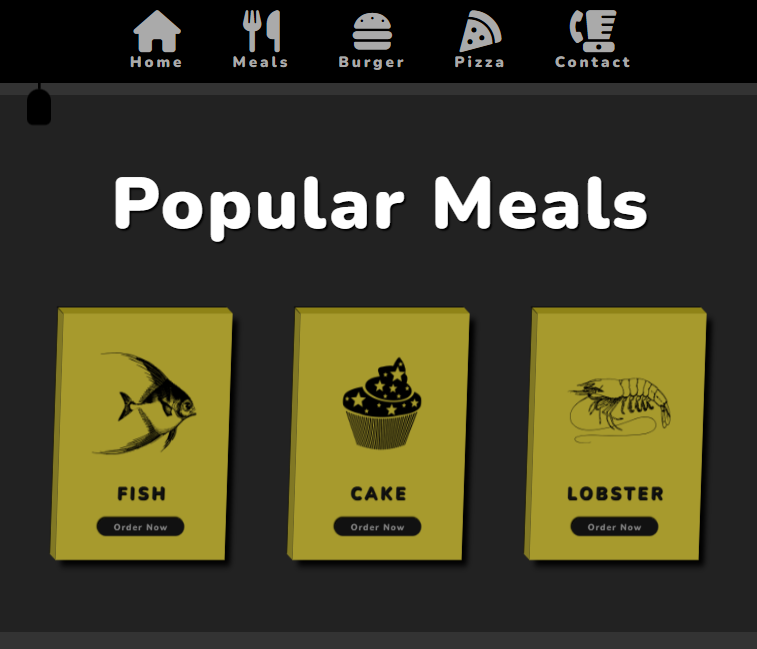 Home Meals Burger Pizza Contact
Popular Meals
FISH CAKE LOBSTER
Order Now Order Now Order Now